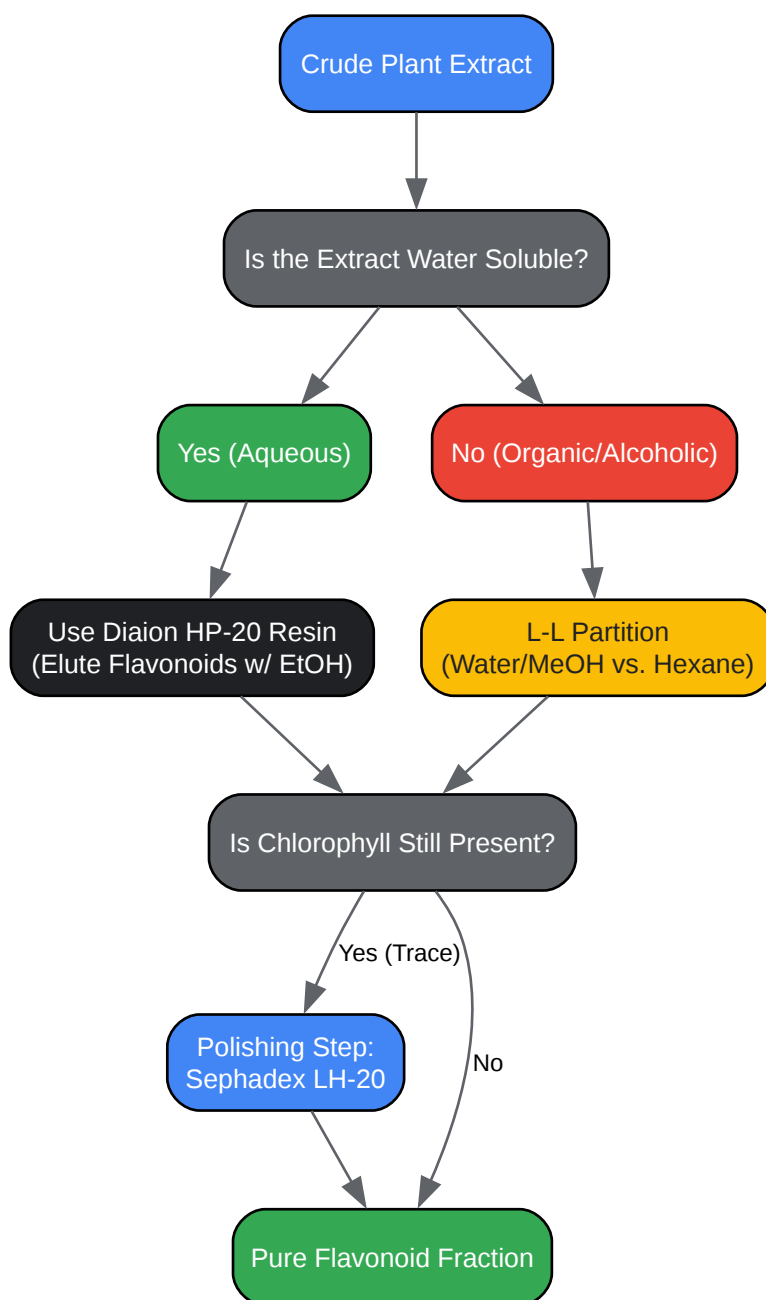 Crude Plant Extract
Is the Extract Water Soluble?
Yes (Aqueous)
No (Organic/Alcoholic)
Use Diaion HP-20 Resin
(Elute Flavonoids w/ EtOH)
L-L Partition
(Water/MeOH vs. Hexane)
Is Chlorophyll Still Present?
Yes (Trace)
Polishing Step:
Sephadex LH-20
No
Pure Flavonoid Fraction